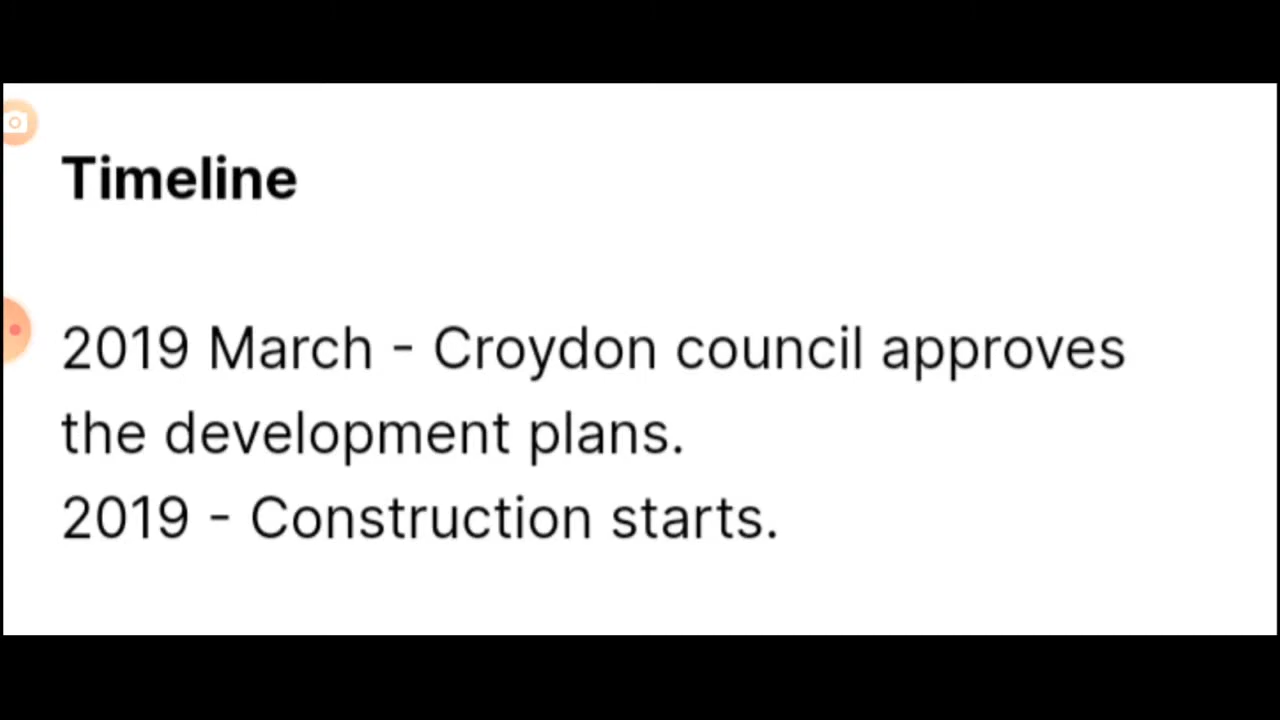 Timeline
2019 March - Croydon council approves
the development plans.
2019 - Construction starts.